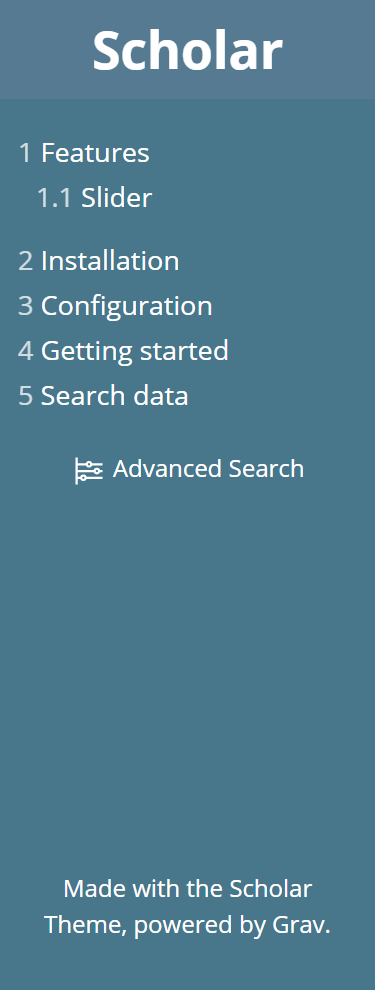 Scholar
1 Features
1.1 Slider
2 Installation
3 Configuration
4 Getting started
5 Search data
Advanced Search
Made with the Scholar
Theme, powered by Grav.